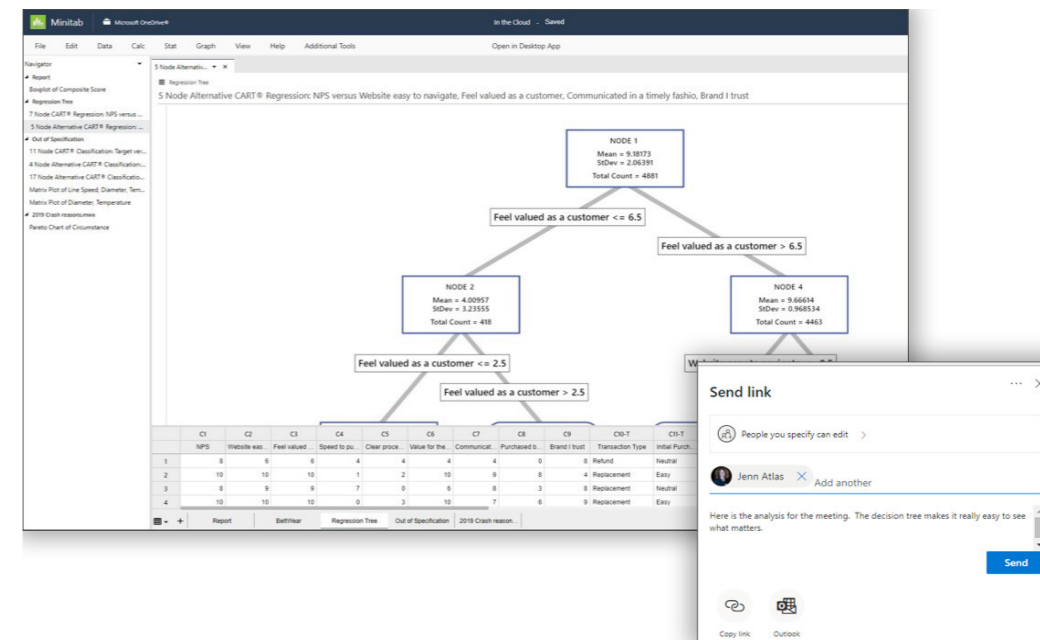 Minitab
Microsoft OneDrive®
In the Cloud - Saved
File Edit Data Calc Stat Graph View Help Additional Tools
Open in Desktop App
Navigator
Report
Boxplot of Composite Score
Regression Tree
7 Node CART® Regression: NPS versus ...
5 Node Alternative CART® Regression: ...
Out of Specification
11 Node CART® Classification: Target ver...
4 Node Alternative CART® Classification:...
17 Node Alternative CART® Classificatio...
Matrix Plot of Line Speed, Diameter, Tem...
Matrix Plot of Diameter, Temperature
2019 Crash reasons.mwx
Pareto Chart of Circumstance
5 Node Alternativ...
Regression Tree
5 Node Alternative CART® Regression: NPS versus Website easy to navigate, Feel valued as a customer, Communicated in a timely fashio, Brand I trust
NODE 1
Mean = 9.18173
StDev = 2.06391
Total Count = 4881
Feel valued as a customer <= 6.5
Feel valued as a customer > 6.5
NODE 2
Mean = 4.00957
StDev = 3.23555
Total Count = 418
NODE 4
Mean = 9.66614
StDev = 0.968534
Total Count = 4463
Feel valued as a customer <= 2.5
Feel valued as a customer > 2.5
C1 C2 C3 C4 C5 C6 C7 C8 C9 C10-T C11-T
NPS Website eas... Feel valued ... Speed to pu... Clear proce... Value for the... Communicat... Purchased b... Brand I trust Transaction Type Initial Purch...
1 8 6 6 4 4 4 4 0 8 Refund Neutral
2 10 10 10 1 2 10 9 8 4 Replacement Easy
3 8 9 9 7 0 6 8 3 8 Replacement Neutral
4 10 10 10 0 3 10 7 6 9 Replacement Easy
Report BeltWear Regression Tree Out of Specification 2019 Crash reason...
Send link
People you specify can edit
Jenn Atlas
Add another
Here is the analysis for the meeting. The decision tree makes it really easy to see
what matters.
Send
Copy link
Outlook